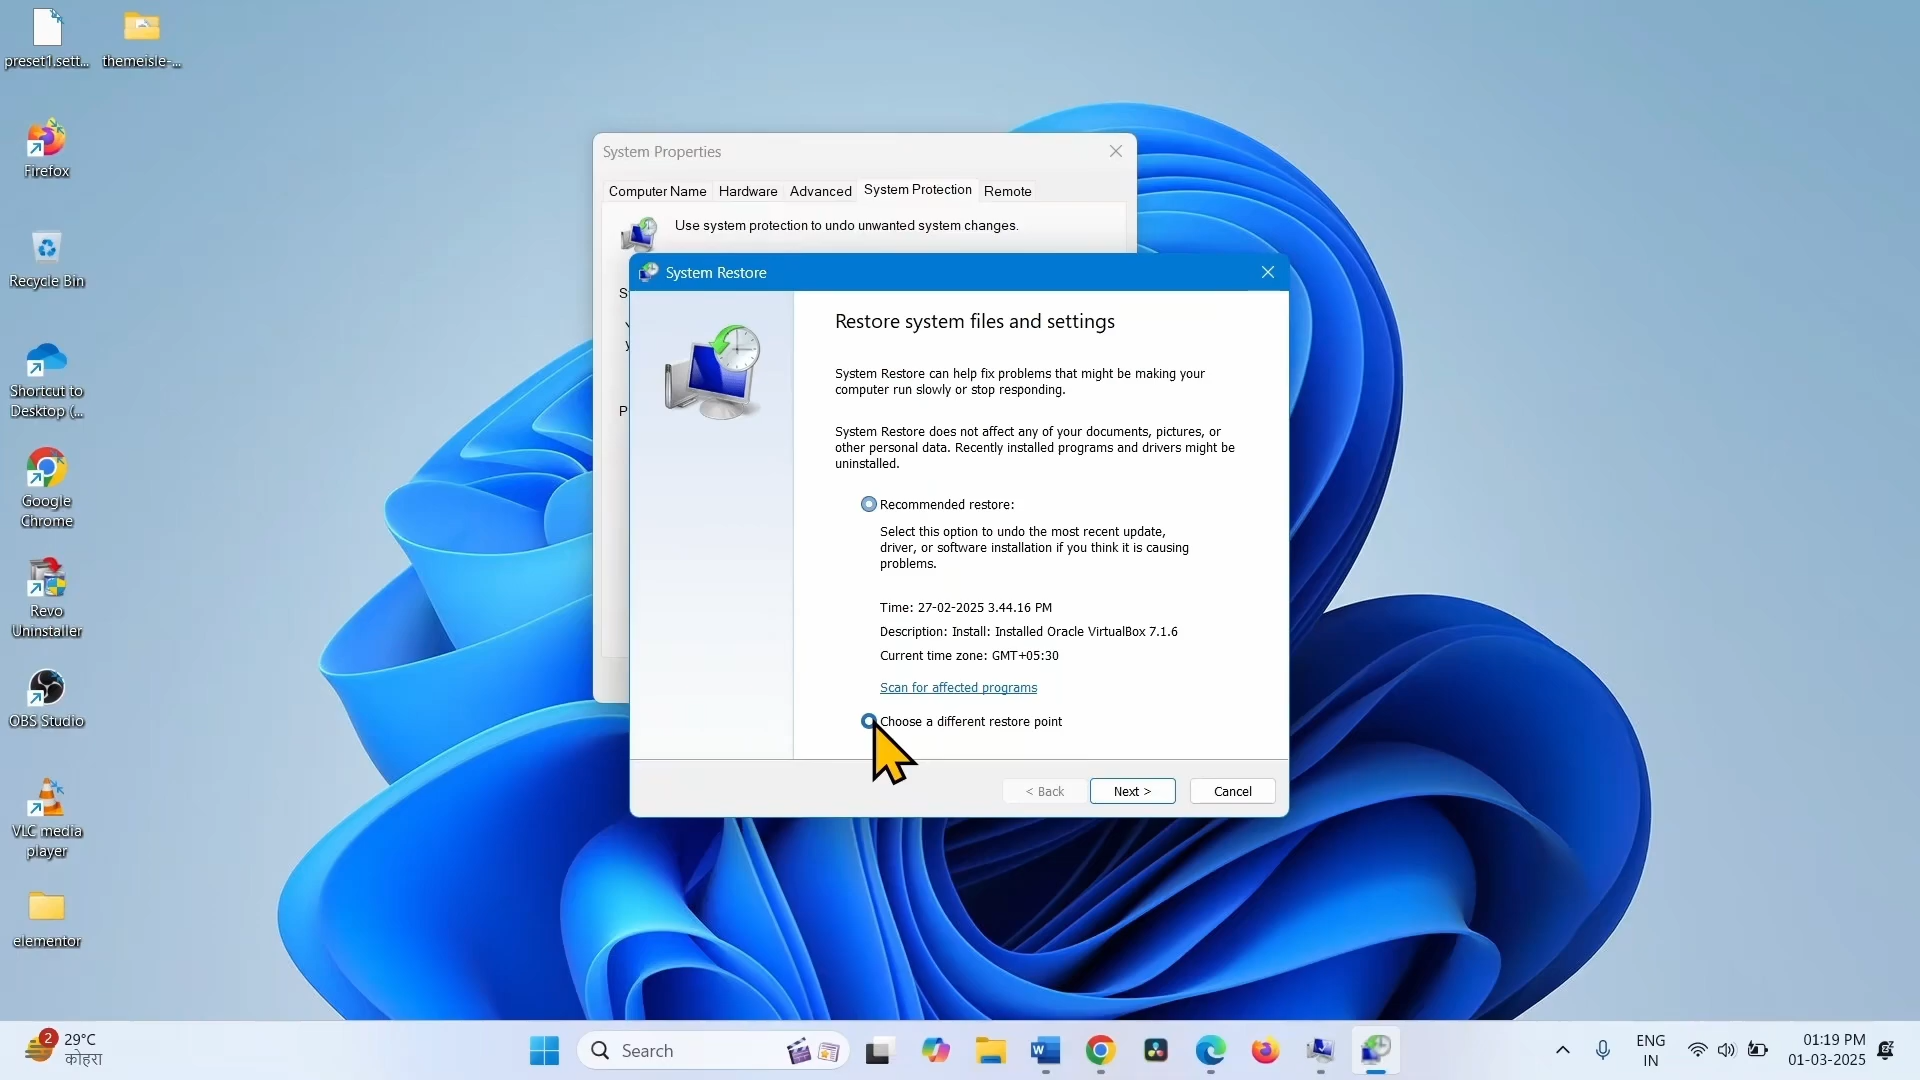 preset1.sett...
themeisle-...
Firefox
Recycle Bin
Shortcut to
Desktop (...
Google
Chrome
Revo
Uninstaller
OBS Studio
VLC media
player
elementor
System Properties
Computer Name
Hardware
Advanced
System Protection
Remote
Use system protection to undo unwanted system changes.
S
P
System Restore
Restore system files and settings
System Restore can help fix problems that might be making your
computer run slowly or stop responding.
System Restore does not affect any of your documents, pictures, or
other personal data. Recently installed programs and drivers might be
uninstalled.
Recommended restore:
Select this option to undo the most recent update,
driver, or software installation if you think it is causing
problems.
Time: 27-02-2025 3.44.16 PM
Description: Install: Installed Oracle VirtualBox 7.1.6
Current time zone: GMT+05:30
Scan for affected programs
Choose a different restore point
< Back
Next >
Cancel
2
29°C
कोहरा
Search
ENG
IN
01:19 PM
01-03-2025